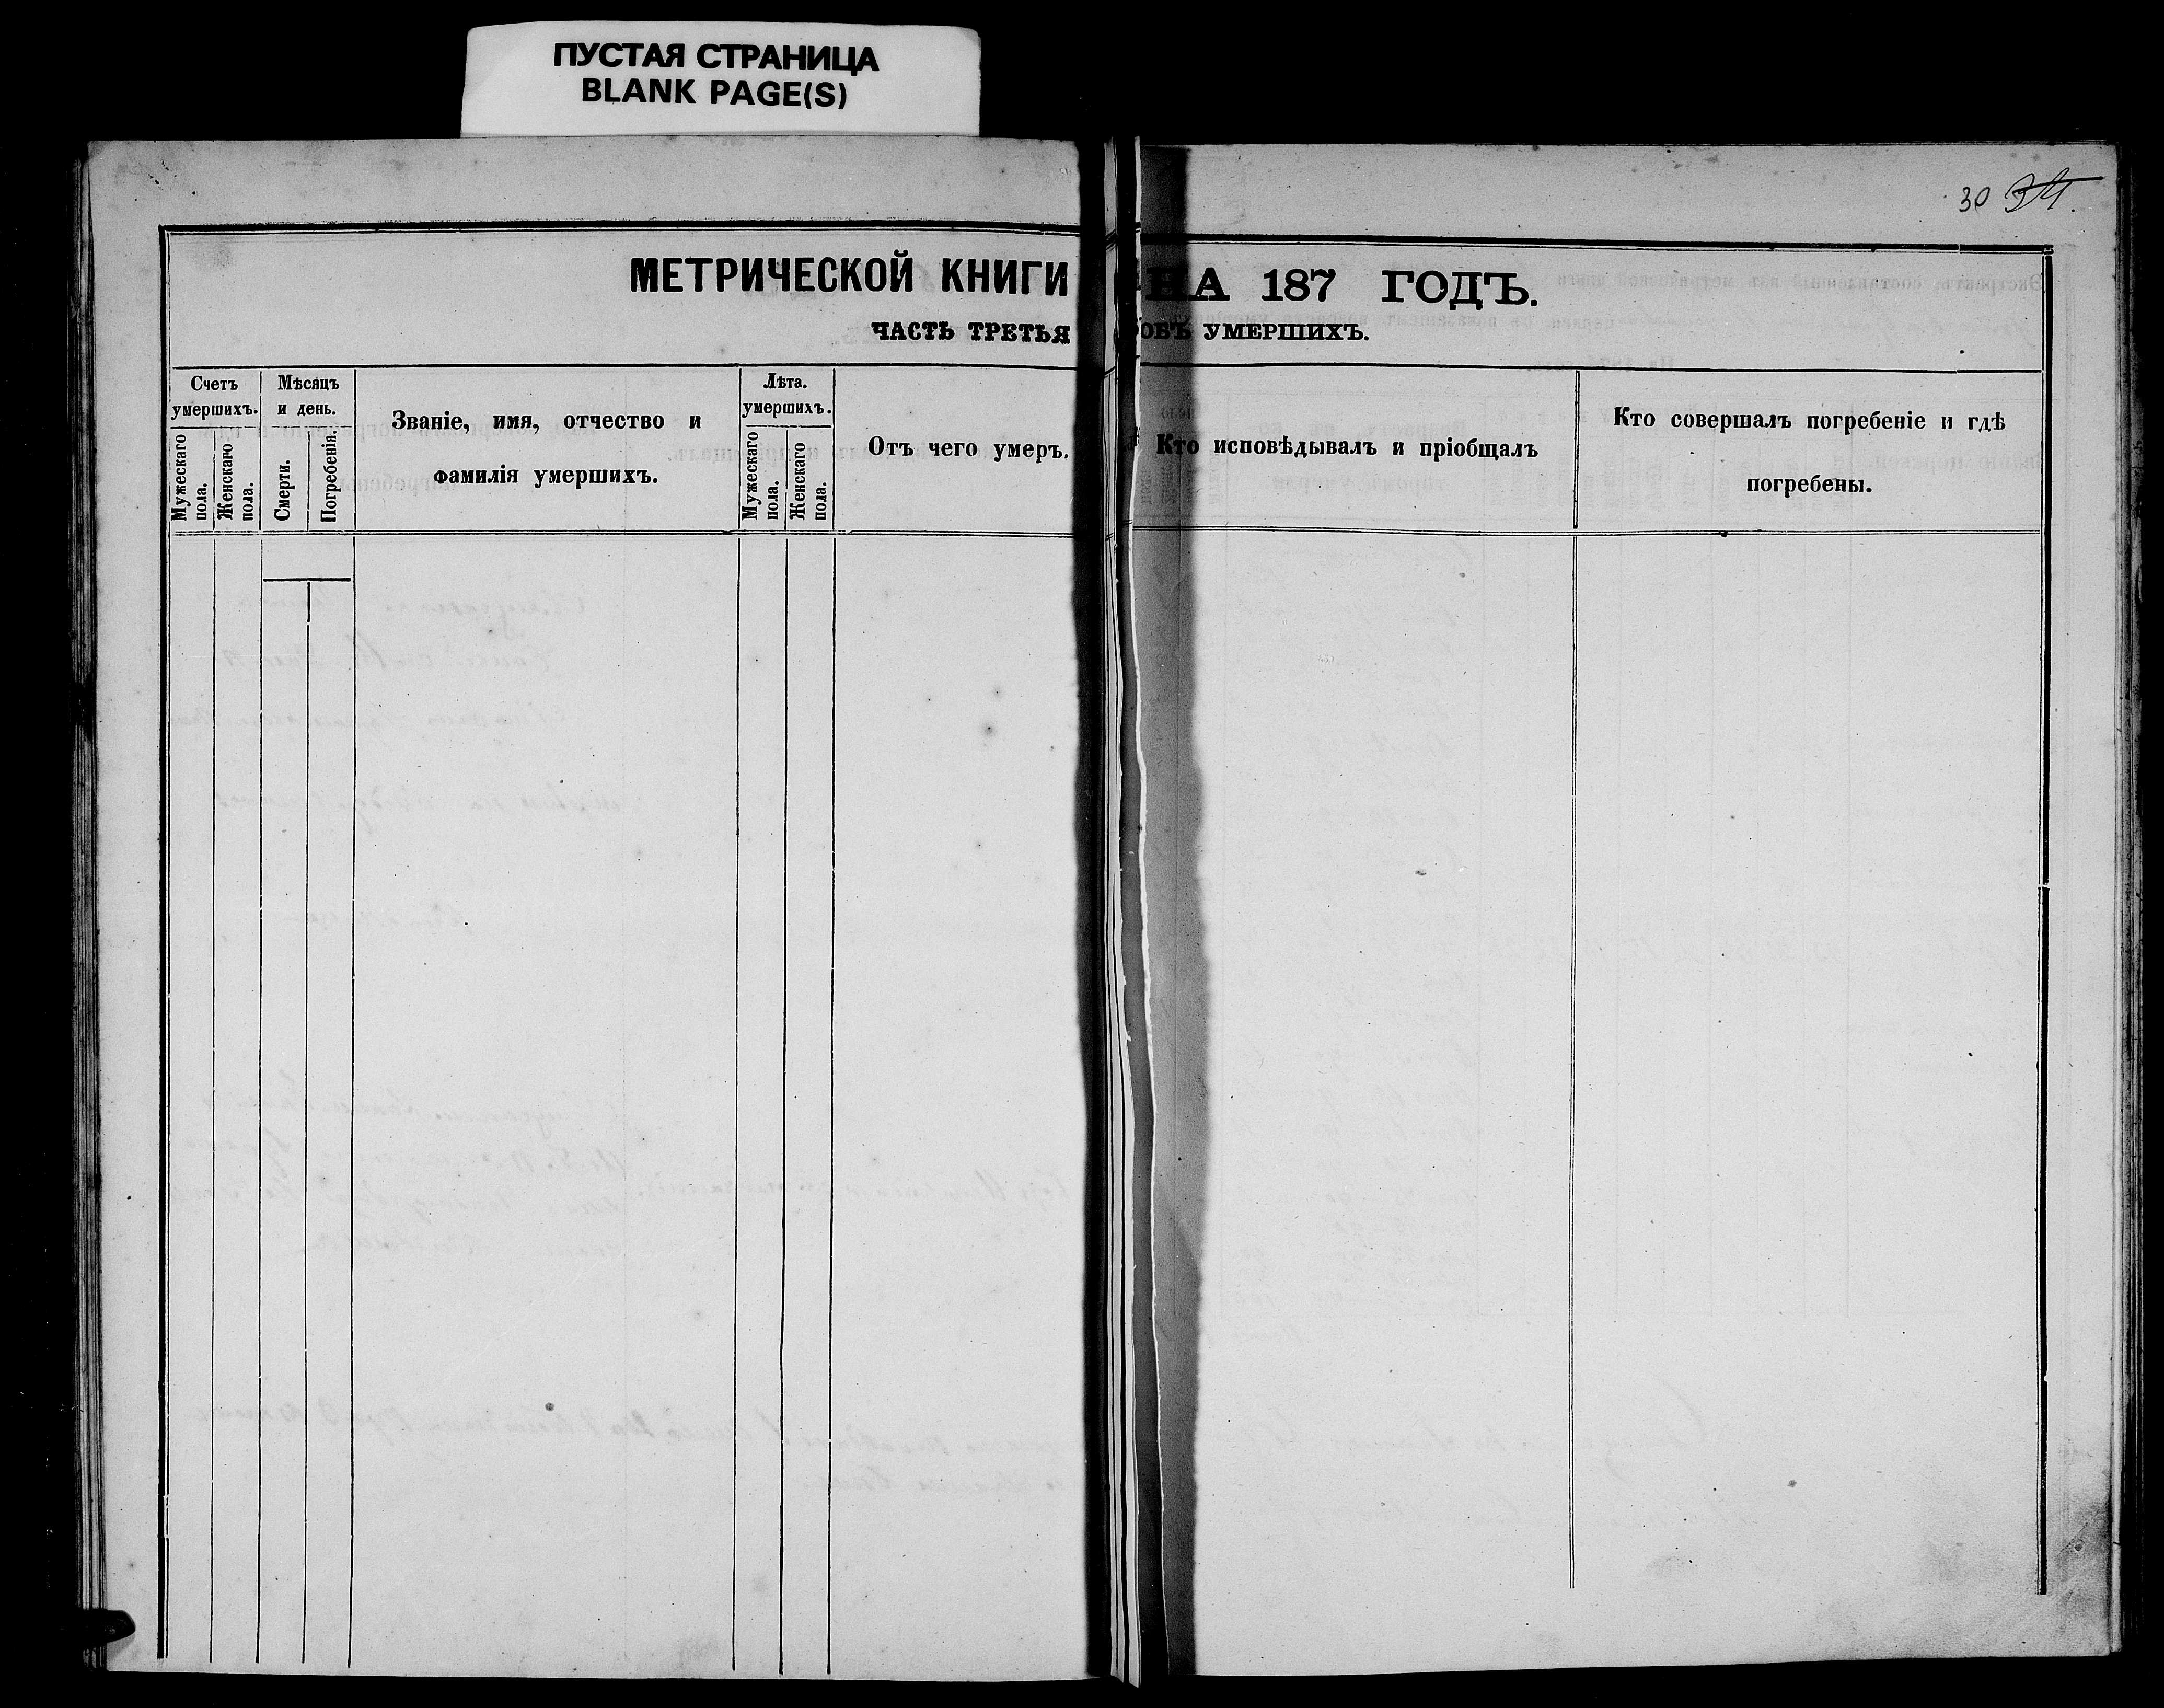 ПУСТАЯ СТРАНИЦА
BLANK PAGE(S)
30 34.
МЕТРИЧЕСКОЙ КНИГИ НА 187 ГОДЪ.
ЧАСТЬ ТРЕТЬЯ ОБЪ УМЕРШИХЪ.
Счетъ
умершихъ.
Мужескаго
пола.
Женскаго
пола.
Мѣсяцъ
и день.
Смерти.
Погребенія.
Званіе, имя, отчество и
фамилія умершихъ.
Лѣта.
умершихъ.
Мужескаго
пола.
Женскаго
пола.
Отъ чего умеръ.
Кто исповѣдывалъ и пріобщалъ
Кто совершалъ погребеніе и гдѣ
погребены.